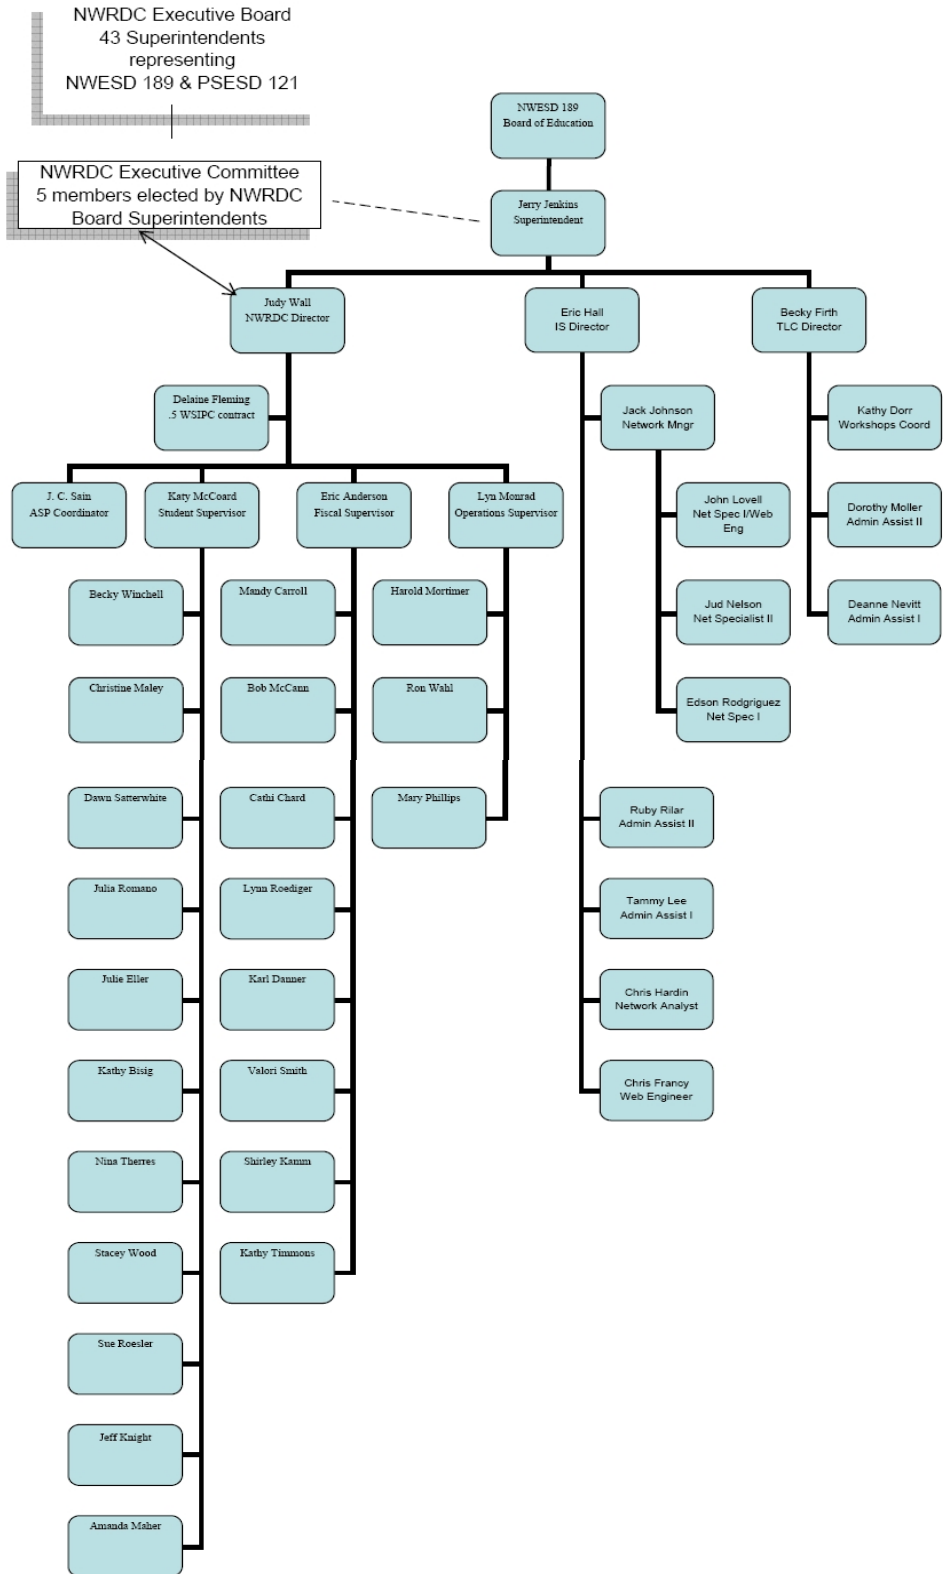 NWRDC Executive Board
43 Superintendents
representing
NWESD 189 & PSESD 121
NWESD 189
Board of Education
NWRDC Executive Committee
5 members elected by NWRDC
Board Superintendents
Jerry Jenkins
Superintendent
Judy Wall
NWRDC Director
Eric Hall
IS Director
Becky Firth
TLC Director
Delaine Fleming
.5 WSIPC contract
Jack Johnson
Network Mngr
Kathy Dorr
Workshops Coord
J. C. Sain
ASP Coordinator
Katy McCoard
Student Supervisor
Eric Anderson
Fiscal Supervisor
Lyn Monrad
Operations Supervisor
John Lovell
Net Spec I/Web
Eng
Dorothy Moller
Admin Assist II
Becky Winchell
Mandy Carroll
Harold Mortimer
Jud Nelson
Net Specialist II
Deanne Nevitt
Admin Assist I
Christine Maley
Bob McCann
Ron Wahl
Edson Rodgriguez
Net Spec I
Dawn Satterwhite
Cathi Chard
Mary Phillips
Ruby Rilar
Admin Assist II
Julia Romano
Lynn Roediger
Tammy Lee
Admin Assist I
Julie Eller
Karl Danner
Chris Hardin
Network Analyst
Kathy Bisig
Valori Smith
Chris Francy
Web Engineer
Nina Therres
Shirley Kamm
Stacey Wood
Kathy Timmons
Sue Roesler
Jeff Knight
Amanda Maher